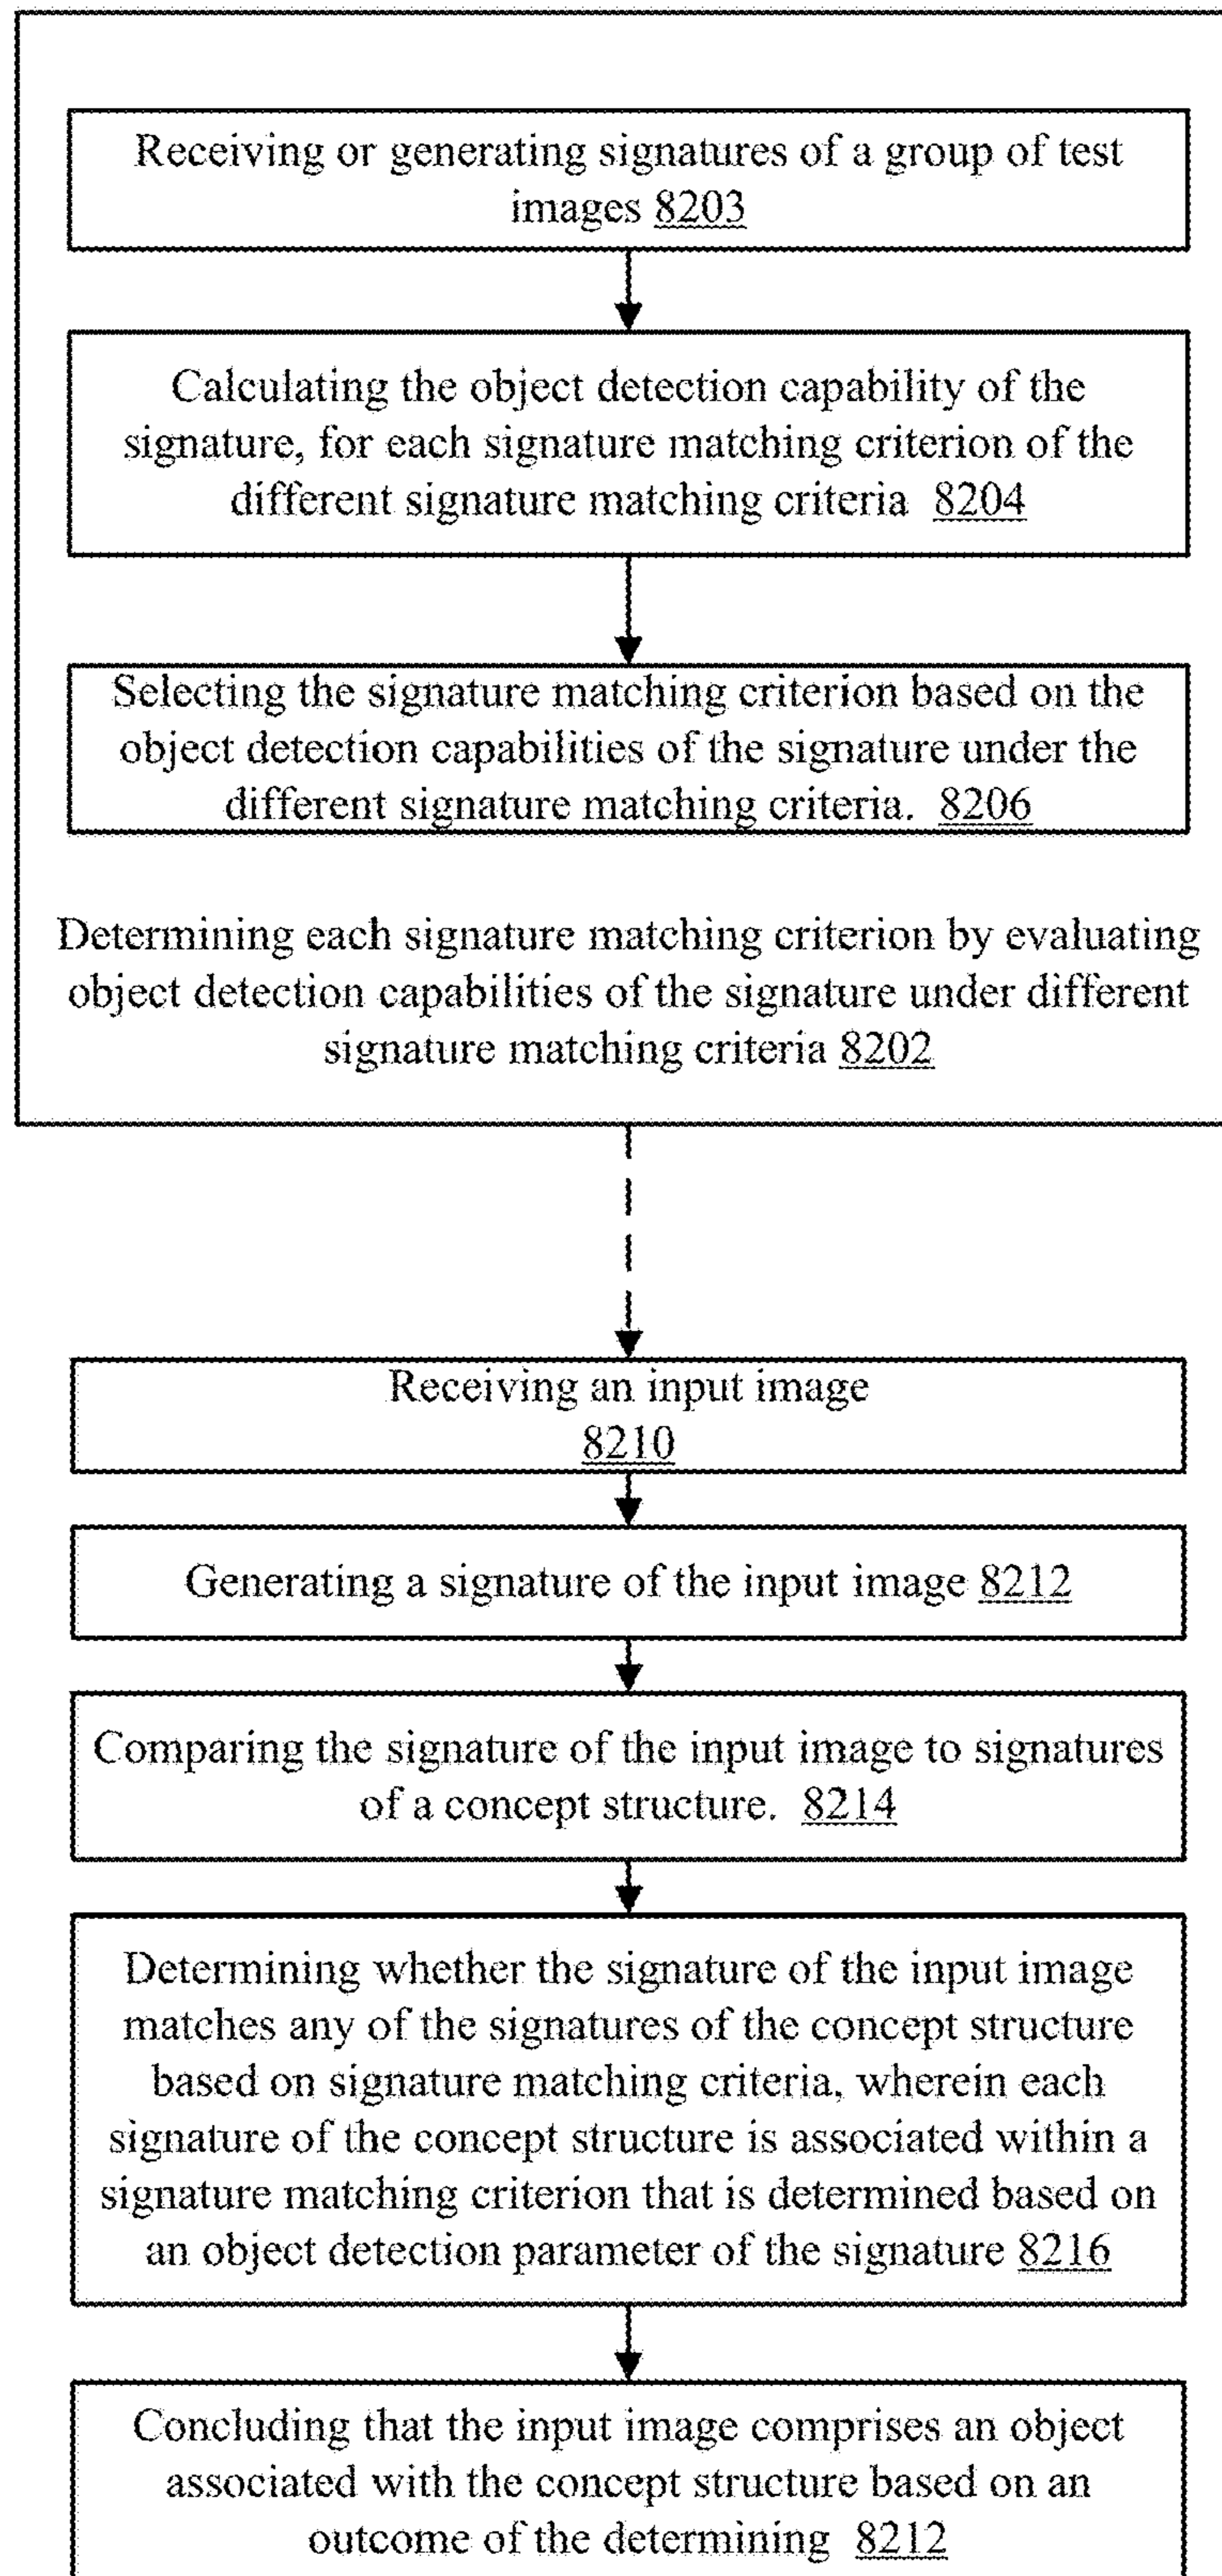 Receiving or generating signatures of a group of test
images 8203
Calculating the object detection capability of the
signature, for each signature matching criterion of the
different signature matching criteria 8204
Selecting the signature matching criterion based on the
object detection capabilities of the signature under the
different signature matching criteria. 8206
Determining each signature matching criterion by evaluating
object detection capabilities of the signature under different
signature matching criteria 8202
Receiving an input image
8210
Generating a signature of the input image 8212
Comparing the signature of the input image to signatures
of a concept structure. 8214
Determining whether the signature of the input image
matches any of the signatures of the concept structure
based on signature matching criteria, wherein each
signature of the concept structure is associated within a
signature matching criterion that is determined based on
an object detection parameter of the signature 8216
Concluding that the input image comprises an object
associated with the concept structure based on an
outcome of the determining 8212